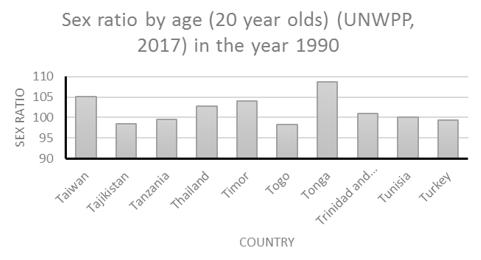 Sex ratio by age (20 year olds) (UNWPP,
2017) in the year 1990
110
105
100
95
90
SEX RATIO
Taiwan
Tajikistan
Tanzania
Thailand
Timor
Togo
Tonga
Trinidad and...
Tunisia
Turkey
COUNTRY